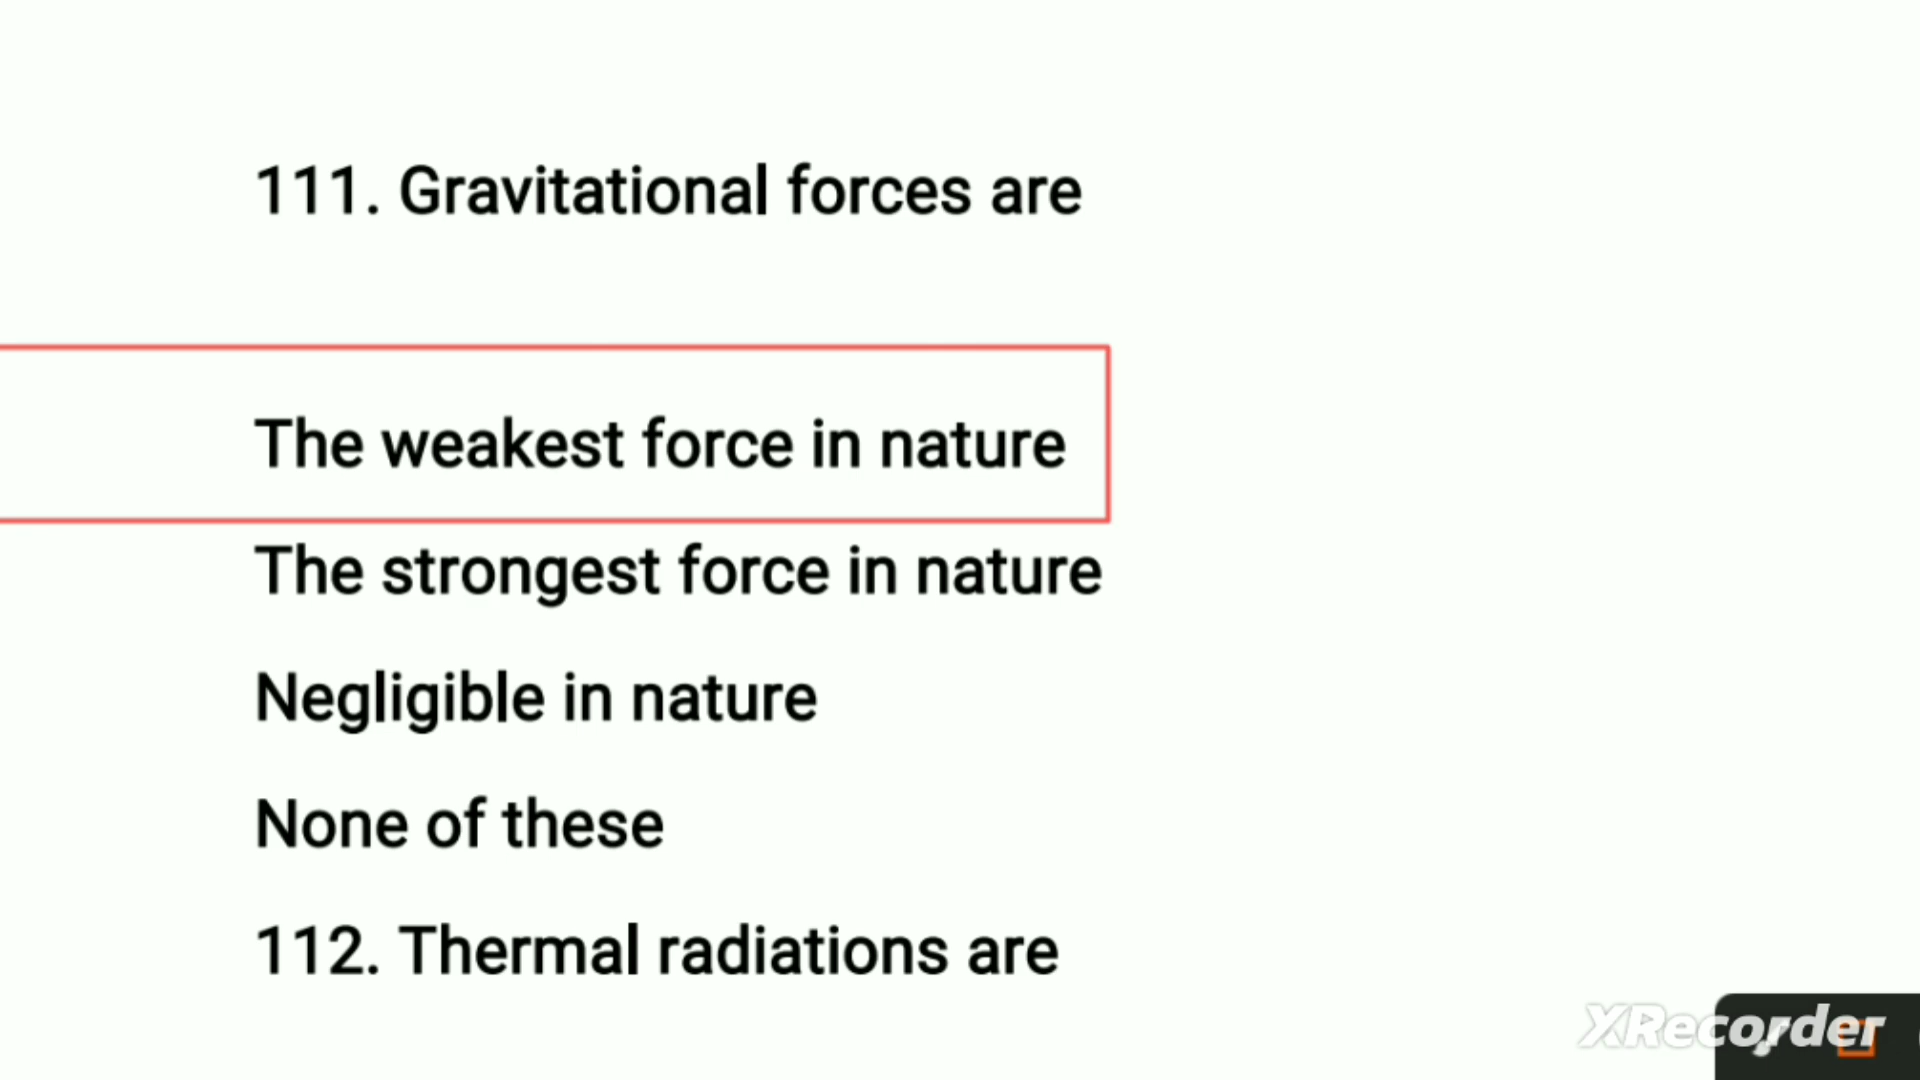 111. Gravitational forces are
The weakest force in nature
The strongest force in nature
Negligible in nature
None of these
112. Thermal radiations are
XRecorder